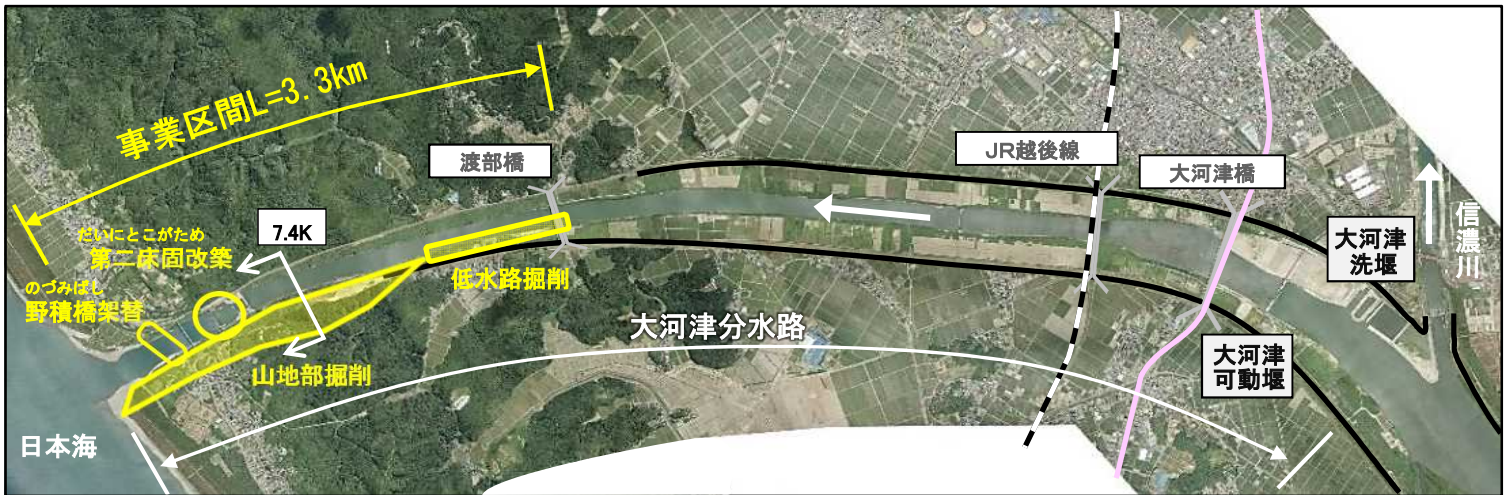 事業区間L=3.3km
渡部橋
JR越後線
大河津橋
信濃川
7.4K
だいにとこがため
第二床固改築
大河津
洗堰
低水路掘削
のづみばし
野積橋架替
大河津分水路
山地部掘削
大河津
可動堰
日本海